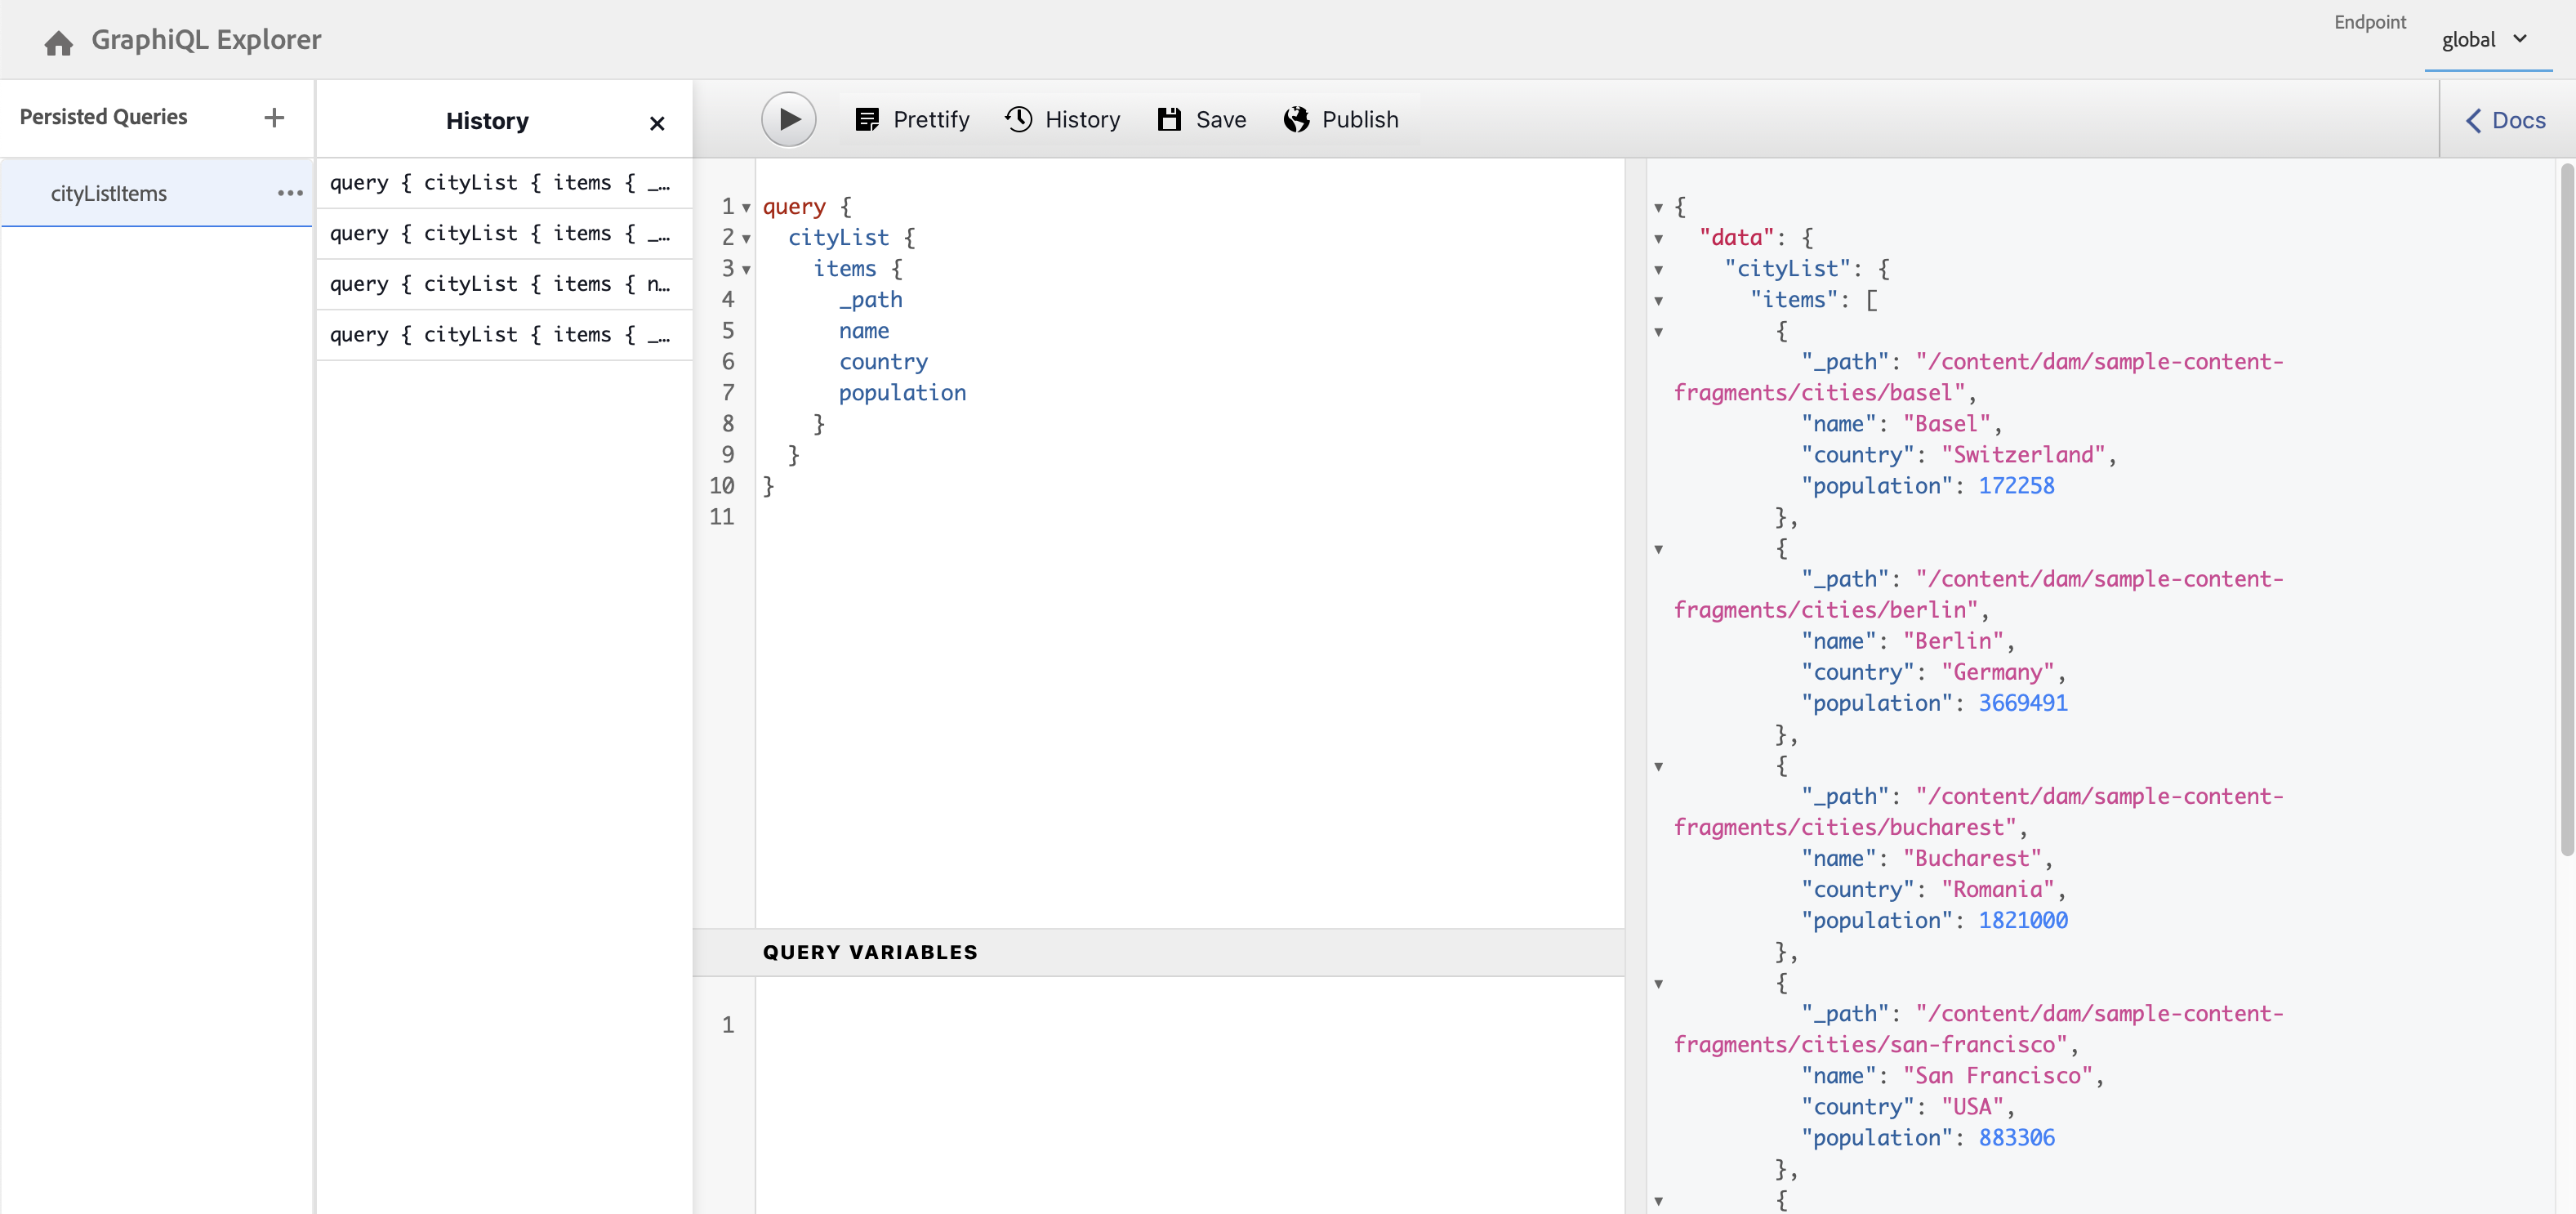 GraphiQL Explorer
Endpoint
global
Persisted Queries
cityListItems
History
query { cityList { items { _…
query { cityList { items { _…
query { cityList { items { n…
query { cityList { items { _…
Prettify
History
Save
Publish
Docs
1 query {
2 cityList {
3 items {
4 _path
5 name
6 country
7 population
8 }
9 }
10 }
11
QUERY VARIABLES
1
{
"data": {
"cityList": {
"items": [
{
"_path": "/content/dam/sample-content-
fragments/cities/basel",
"name": "Basel",
"country": "Switzerland",
"population": 172258
},
{
"_path": "/content/dam/sample-content-
fragments/cities/berlin",
"name": "Berlin",
"country": "Germany",
"population": 3669491
},
{
"_path": "/content/dam/sample-content-
fragments/cities/bucharest",
"name": "Bucharest",
"country": "Romania",
"population": 1821000
},
{
"_path": "/content/dam/sample-content-
fragments/cities/san-francisco",
"name": "San Francisco",
"country": "USA",
"population": 883306
},
{